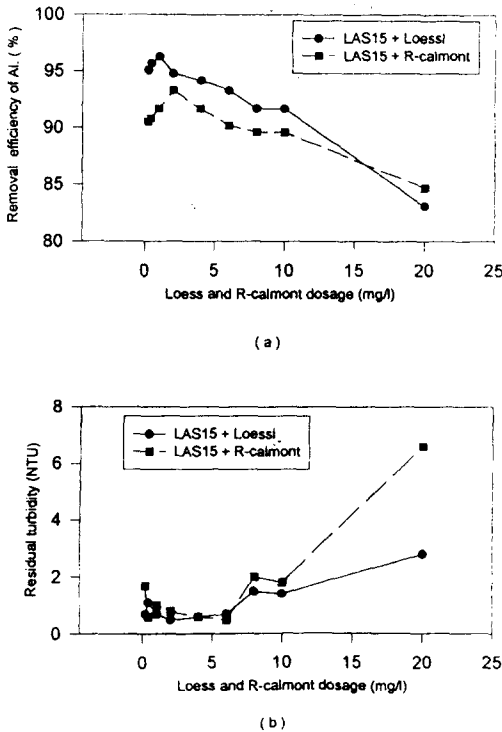 LAS15 + Loessl
LAS15 + R-calmont
Removal efficiency of Al. ( % )
100
95
90
85
80
0 5 10 15 20 25
Loess and R-calmont dosage (mg/l)
( a )
LAS15 + Loessl
LAS15 + R-calmont
Residual turbidity (NTU)
8
6
4
2
0
0 5 10 15 20 25
Loess and R-calmont dosage (mg/l)
( b )